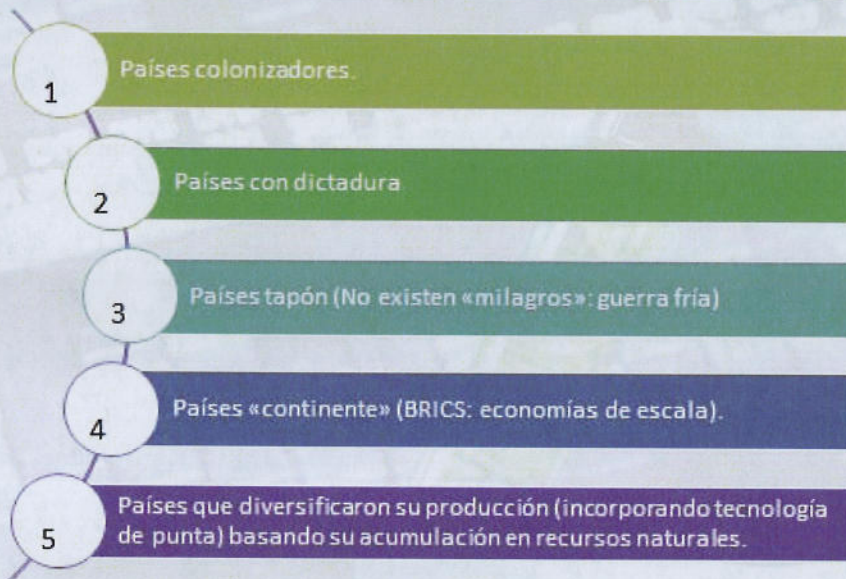 1
Países colonizadores.
2
Países con dictadura
3
Países tapón (No existen «milagros»: guerra fría)
4
Países «continente» (BRICS: economías de escala).
5
Países que diversificaron su producción (incorporando tecnología
de punta) basando su acumulación en recursos naturales.